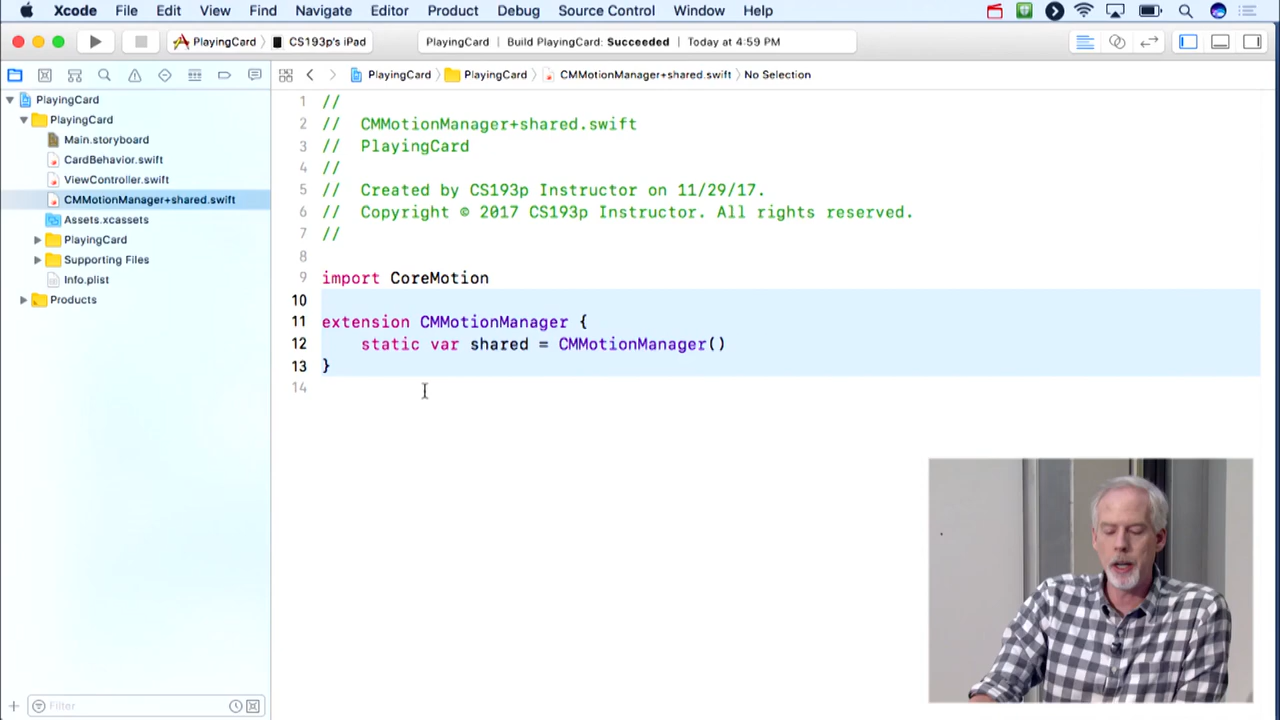 Xcode File Edit View Find Navigate Editor Product Debug Source Control Window Help
PlayingCard CS193p's iPad PlayingCard Build PlayingCard: Succeeded Today at 4:59 PM
PlayingCard PlayingCard CMMotionManager+shared.swift No Selection
PlayingCard
PlayingCard
Main.storyboard
CardBehavior.swift
ViewController.swift
CMMotionManager+shared.swift
Assets.xcassets
PlayingCard
Supporting Files
Info.plist
Products
Filter
1 //
2 // CMMotionManager+shared.swift
3 // PlayingCard
4 //
5 // Created by CS193p Instructor on 11/29/17.
6 // Copyright © 2017 CS193p Instructor. All rights reserved.
7 //
8
9 import CoreMotion
10
11 extension CMMotionManager {
12 static var shared = CMMotionManager()
13 }
14